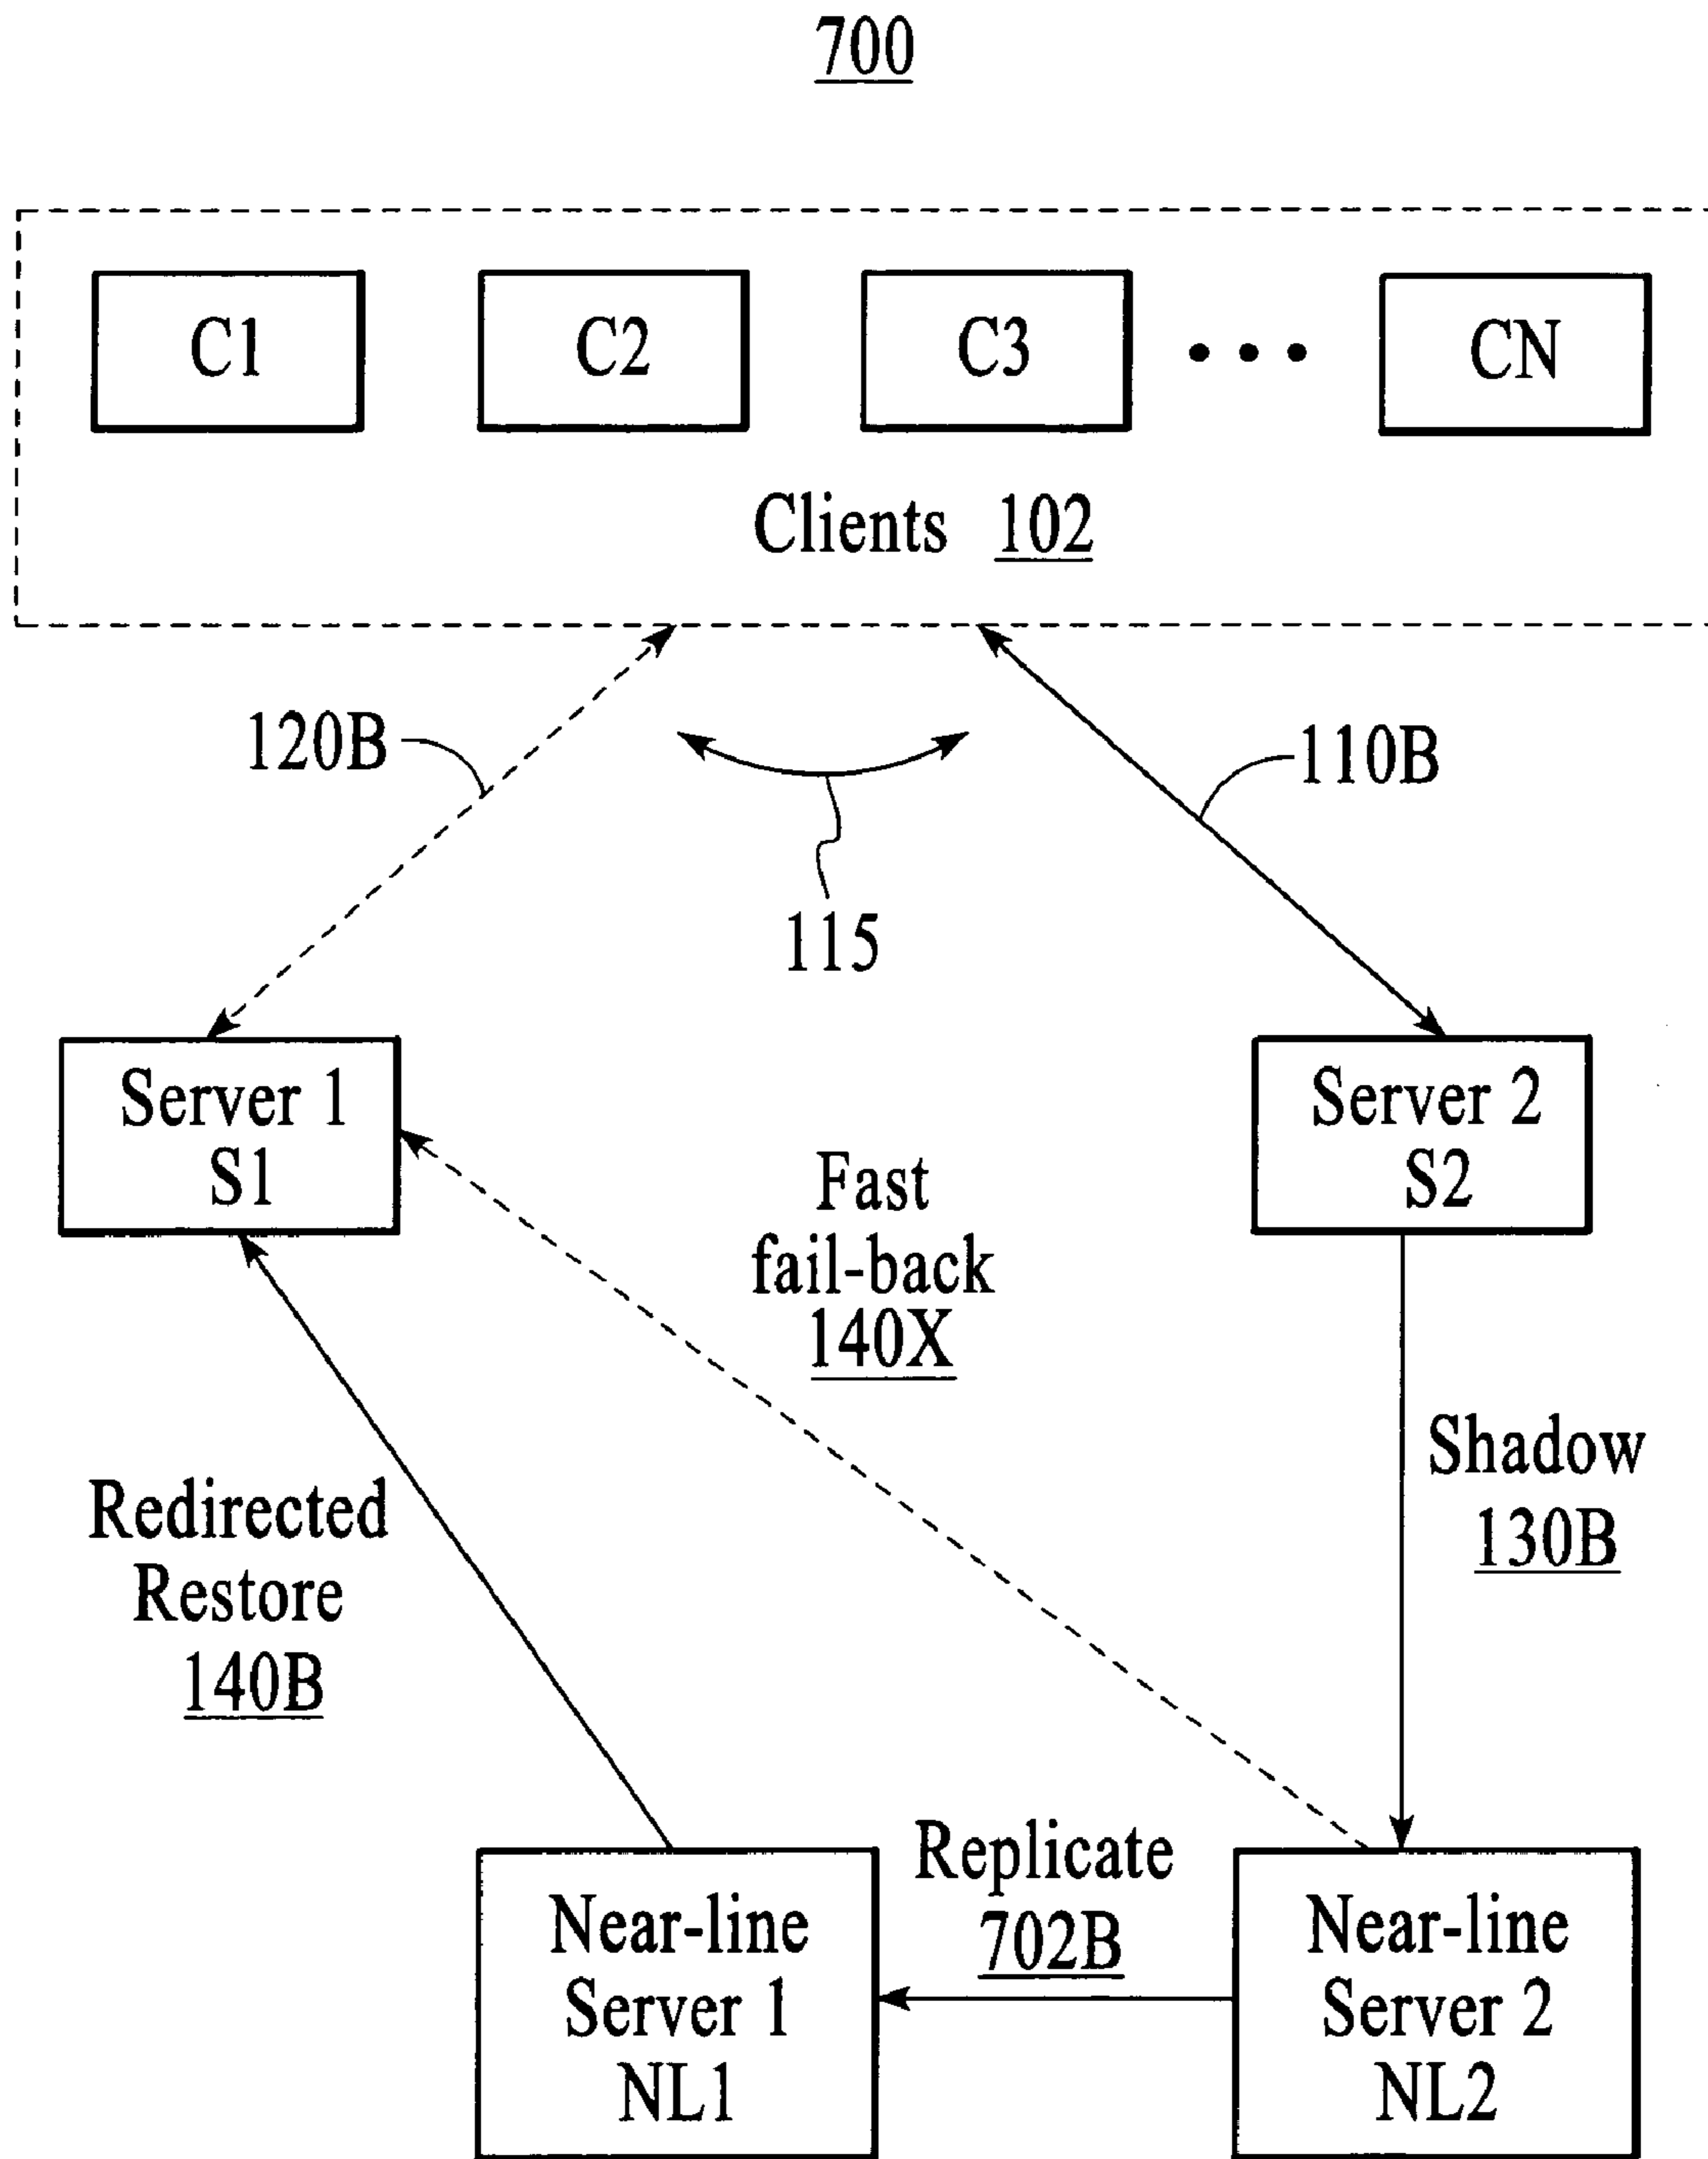 700
C1
C2
C3
CN
Clients 102
120B
110B
115
Server 1
S1
Server 2
S2
Fast
fail-back
140X
Shadow
130B
Redirected
Restore
140B
Replicate
702B
Near-line
Server 1
NL1
Near-line
Server 2
NL2